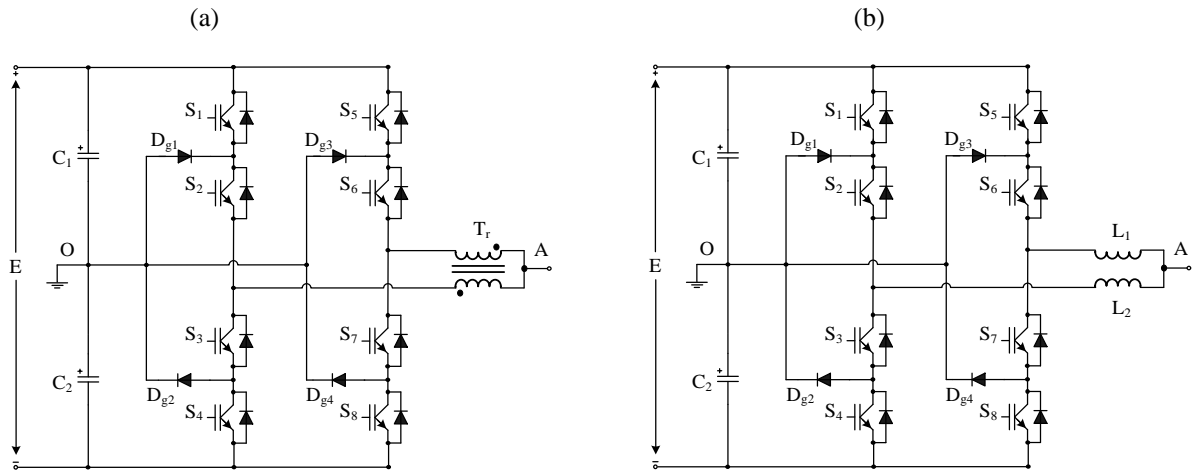 (a)
+
S1
S5
Dg1
Dg3
C1
+
S2
S6
Tr
O
A
E
S3
S7
C2
+
Dg2
Dg4
S4
S8
−
(b)
+
S1
S5
Dg1
Dg3
C1
+
S2
S6
L1
O
A
E
L2
S3
S7
C2
+
Dg2
Dg4
S4
S8
−